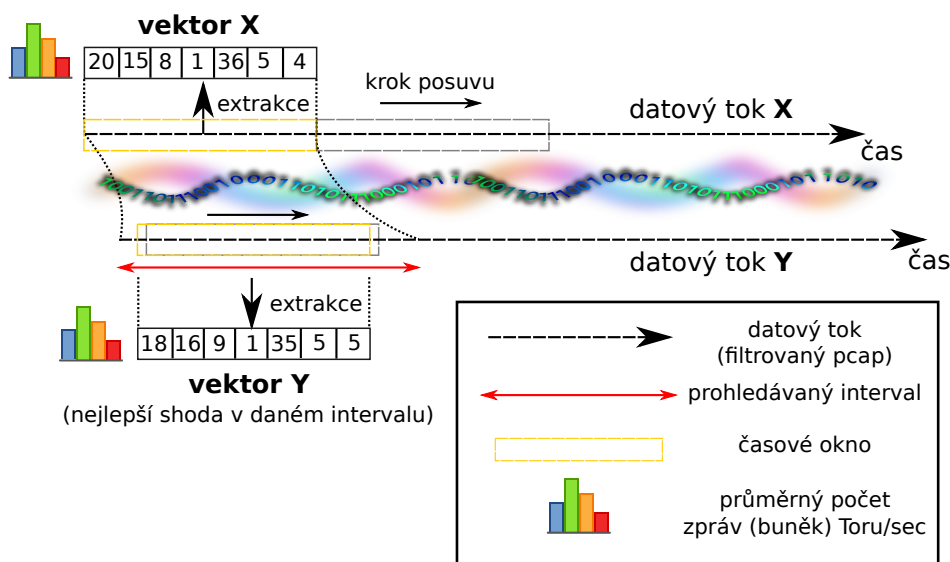 vektor X
20 15 8 1 36 5 4
extrakce
krok posuvu
datový tok X
čas
datový tok Y
čas
extrakce
18 16 9 1 35 5 5
vektor Y
(nejlepší shoda v daném intervalu)
datový tok
(filtrovaný pcap)
prohledávaný interval
časové okno
průměrný počet
zpráv (buněk) Toru/sec